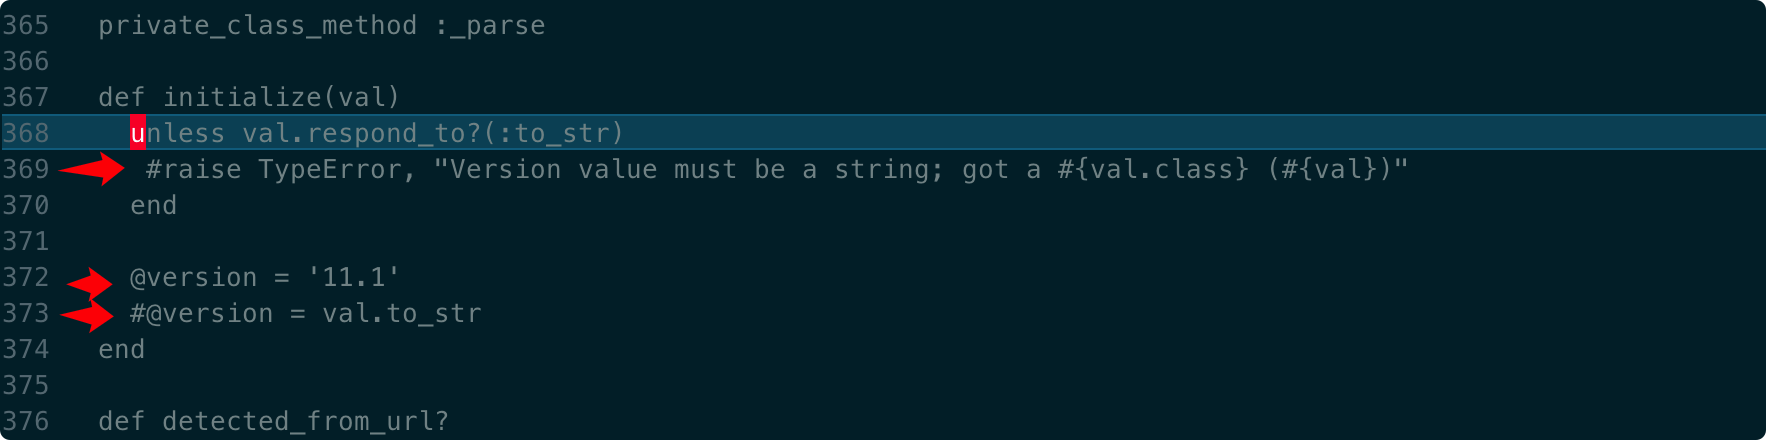 365 private_class_method :_parse
366
367 def initialize(val)
368 unless val.respond_to?(:to_str)
369 #raise TypeError, "Version value must be a string; got a #{val.class} (#{val})"
370 end
371
372 @version = '11.1'
373 #@version = val.to_str
374 end
375
376 def detected_from_url?